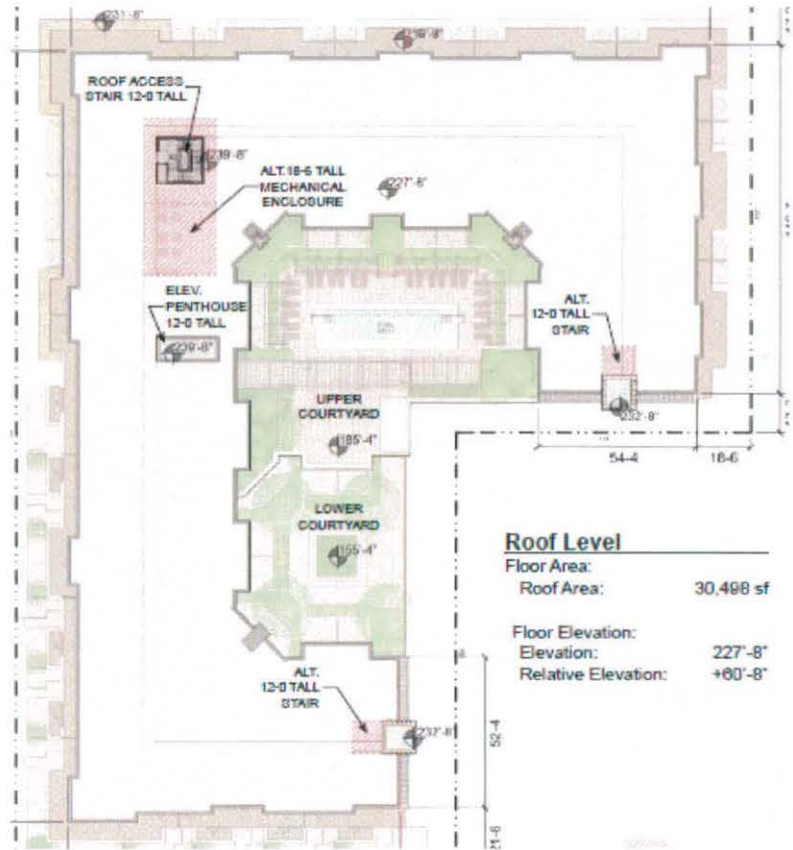 231'-8"
ROOF ACCESS
STAIR 12-0 TALL
239'-8"
ALT. 18-6 TALL
MECHANICAL
ENCLOSURE
227'-8"
ELEV.
PENTHOUSE
12-0 TALL
239'-8"
ALT.
12-0 TALL
STAIR
232'-8"
UPPER
COURTYARD
185'-4"
54-4
18-6
LOWER
COURTYARD
155'-4"
Roof Level
Floor Area:
Roof Area: 30,498 sf
Floor Elevation:
Elevation: 227'-8"
Relative Elevation: +60'-8"
ALT.
12-0 TALL
STAIR
52-4
21-6